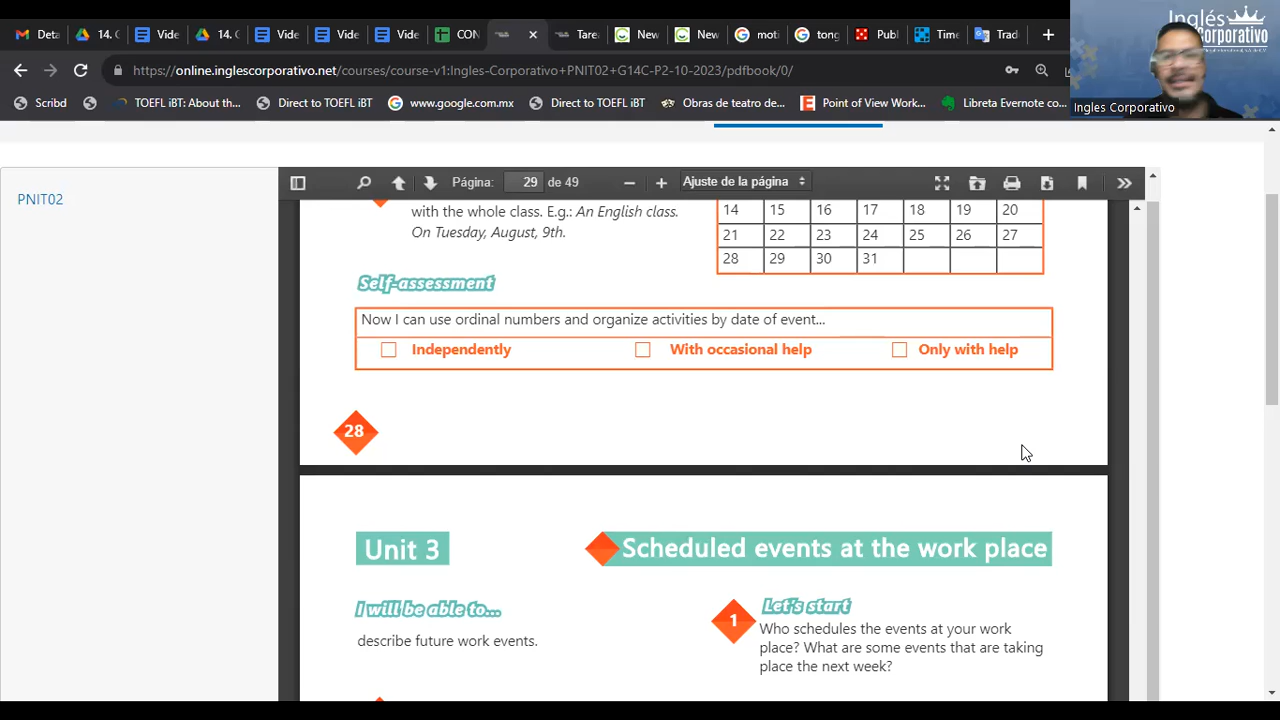 Deta
14. C
Vide
14. C
Vide
Vide
Vide
CON
Tarea
New
New
moti
tong
Publ
Time
Trad
Inglés
Corporativo
https://online.inglescorporativo.net/courses/course-v1:Ingles-Corporativo+PNIT02+G14C-P2-10-2023/pdfbook/0/
Scribd
TOEFL iBT: About th...
Direct to TOEFL iBT
www.google.com.mx
Direct to TOEFL iBT
Obras de teatro de...
Point of View Work...
Libreta Evernote co...
Ingles Corporativo
PNIT02
Página:
29
de 49
Ajuste de la página
with the whole class. E.g.: An English class.
On Tuesday, August, 9th.
14 15 16 17 18 19 20
21 22 23 24 25 26 27
28 29 30 31
Self-assessment
Now I can use ordinal numbers and organize activities by date of event...
Independently
With occasional help
Only with help
28
Unit 3
Scheduled events at the work place
I will be able to...
describe future work events.
1
Let's start
Who schedules the events at your work
place? What are some events that are taking
place the next week?